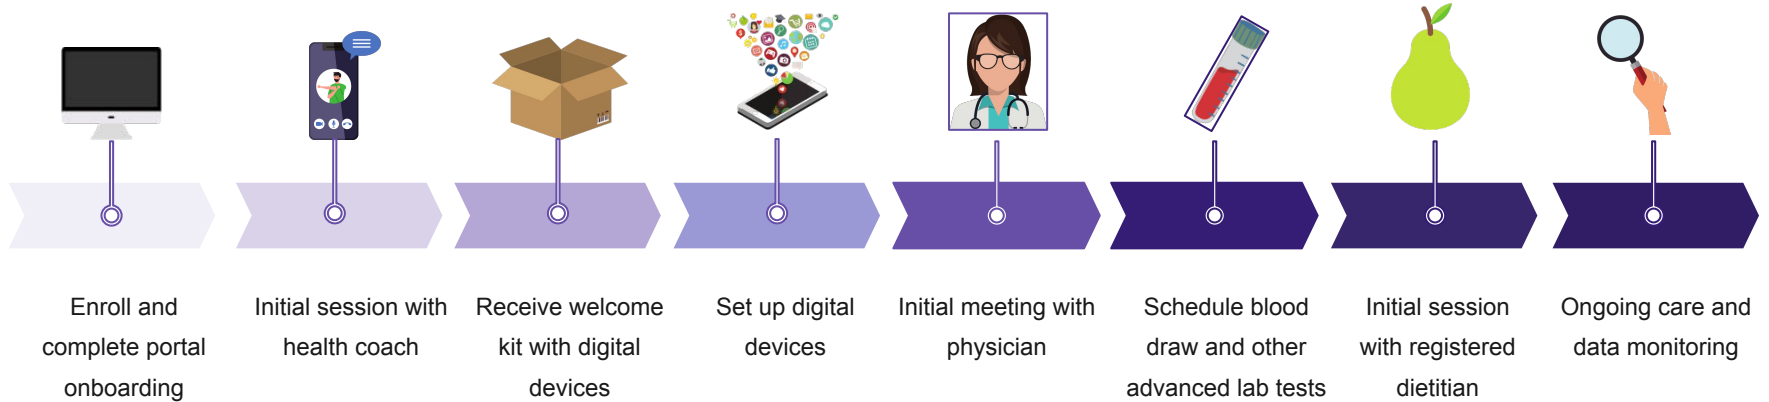 Enroll and
complete portal
onboarding
Initial session with
health coach
Receive welcome
kit with digital
devices
Set up digital
devices
Initial meeting with
physician
Schedule blood
draw and other
advanced lab tests
Initial session
with registered
dietitian
Ongoing care and
data monitoring